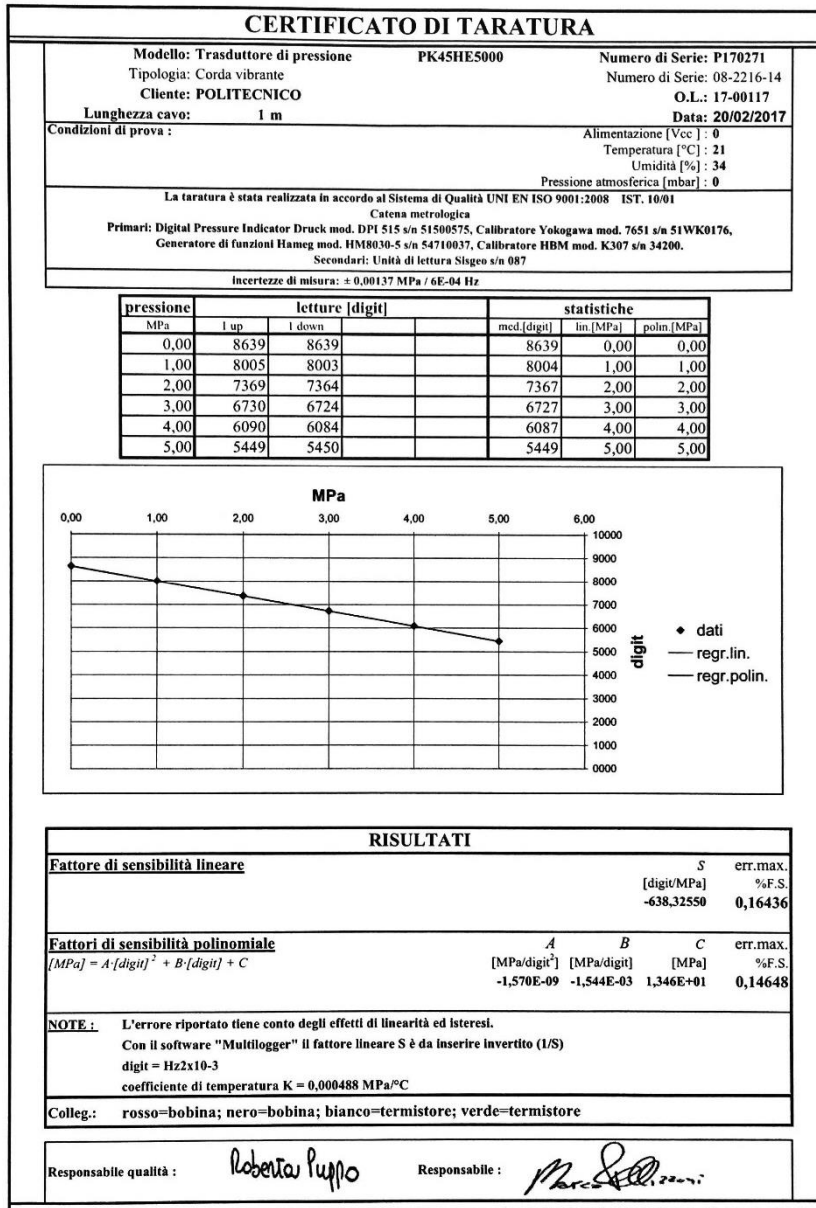 CERTIFICATO DI TARATURA
Modello: Trasduttore di pressione PK45HE5000 Numero di Serie: P170271
Tipologia: Corda vibrante Numero di Serie: 08-2216-14
Cliente: POLITECNICO O.L.: 17-00117
Lunghezza cavo: 1 m Data: 20/02/2017
Condizioni di prova : Alimentazione [Vcc ] : 0
Temperatura [°C] : 21
Umidità [%] : 34
Pressione atmosferica [mbar] : 0
La taratura è stata realizzata in accordo al Sistema di Qualità UNI EN ISO 9001:2008 IST. 10/01
Catena metrologica
Primari: Digital Pressure Indicator Druck mod. DPI 515 s/n 51500575, Calibratore Yokogawa mod. 7651 s/n 51WK0176,
Generatore di funzioni Hameg mod. HM8030-5 s/n 54710037, Calibratore HBM mod. K307 s/n 34200.
Secondari: Unità di lettura Sisgeo s/n 087
incertezze di misura: ± 0,00137 MPa / 6E-04 Hz
pressione letture [digit] statistiche
MPa 1 up 1 down med.[digit] lin.[MPa] polin.[MPa]
0,00 8639 8639 8639 0,00 0,00
1,00 8005 8003 8004 1,00 1,00
2,00 7369 7364 7367 2,00 2,00
3,00 6730 6724 6727 3,00 3,00
4,00 6090 6084 6087 4,00 4,00
5,00 5449 5450 5449 5,00 5,00
MPa
0,00 1,00 2,00 3,00 4,00 5,00 6,00
10000
9000
8000
7000
6000
5000
4000
3000
2000
1000
0000
digit
dati
regr.lin.
regr.polin.
RISULTATI
Fattore di sensibilità lineare S err.max.
[digit/MPa] %F.S.
-638,32550 0,16436
Fattori di sensibilità polinomiale A B C err.max.
[MPa] = A·[digit]² + B·[digit] + C [MPa/digit²] [MPa/digit] [MPa] %F.S.
-1,570E-09 -1,544E-03 1,346E+01 0,14648
NOTE : L'errore riportato tiene conto degli effetti di linearità ed isteresi.
Con il software "Multilogger" il fattore lineare S è da inserire invertito (1/S)
digit = Hz2x10-3
coefficiente di temperatura K = 0,000488 MPa/°C
Colleg.: rosso=bobina; nero=bobina; bianco=termistore; verde=termistore
Responsabile qualità : Roberta Puppo Responsabile : Marco